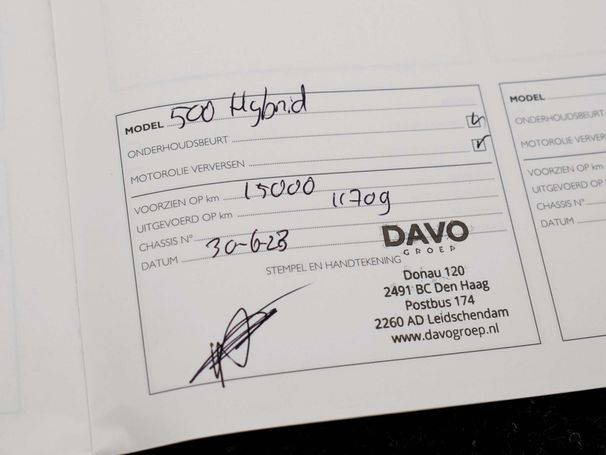 MODEL 500 Hybrid
ONDERHOUDSBEURT
MOTOROLIE VERVERSEN
VOORZIEN OP km 15000
UITGEVOERD OP km 11709
CHASSIS N°
DATUM 30-6-23
STEMPEL EN HANDTEKENING
DAVO
GROEP
Donau 120
2491 BC Den Haag
Postbus 174
2260 AD Leidschendam
www.davogroep.nl
MODEL
ONDERHOUDSBEURT
MOTOROLIE VERVER
VOORZIEN OP km
UITGEVOERD OP
CHASSIS N°
DATUM